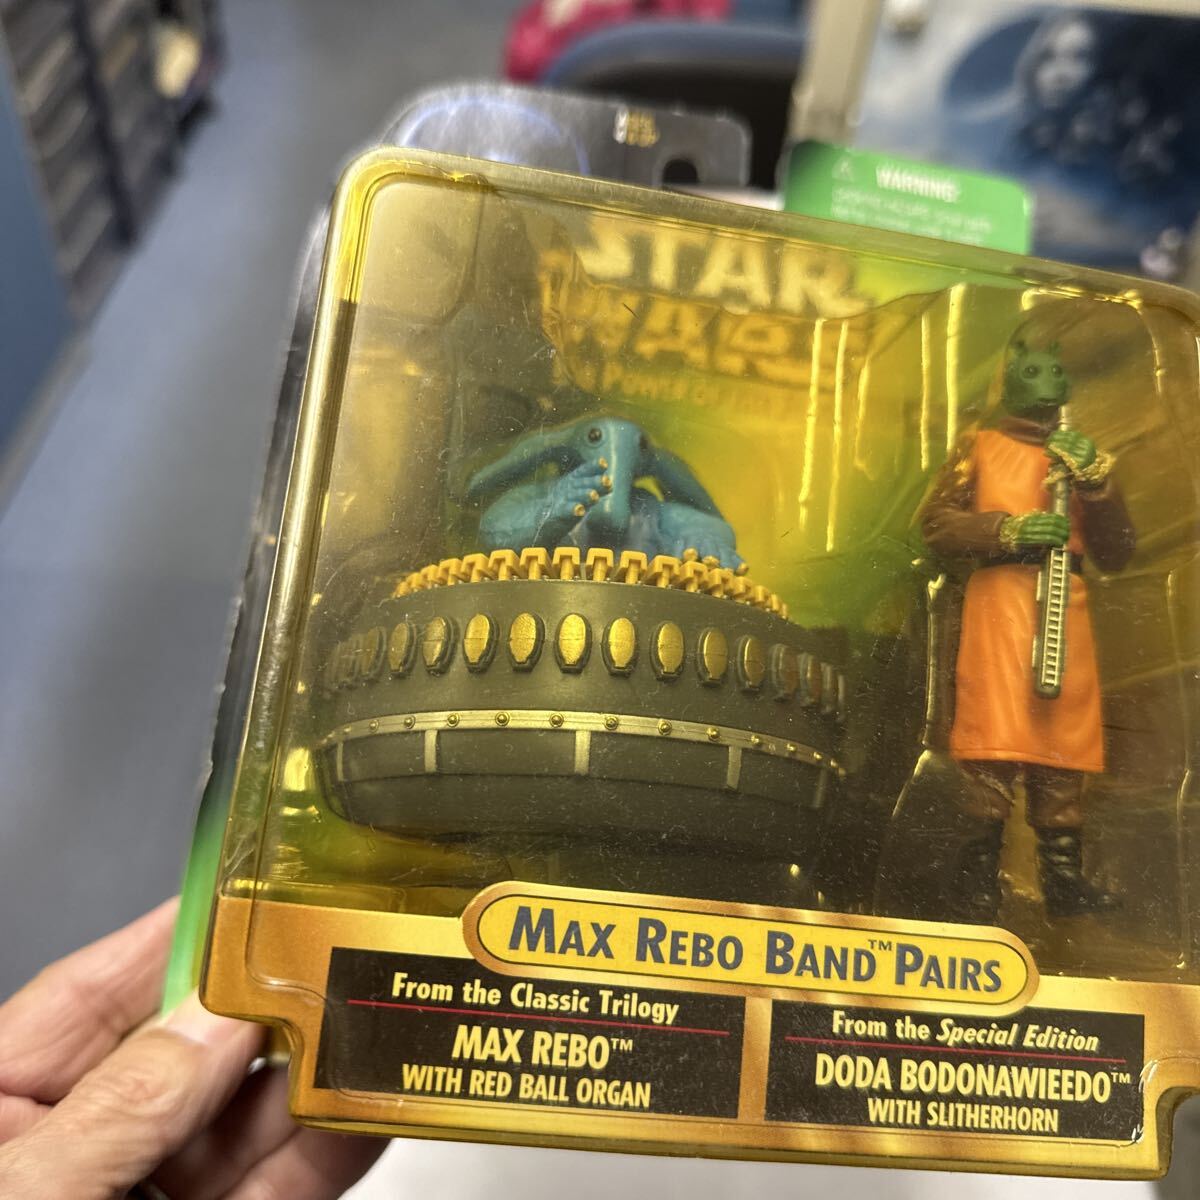 WARNING:
STAR
WARS
MAX REBO BAND™ PAIRS
From the Classic Trilogy
MAX REBO™
WITH RED BALL ORGAN
From the Special Edition
DODA BODONAWIEEDO™
WITH SLITHERHORN